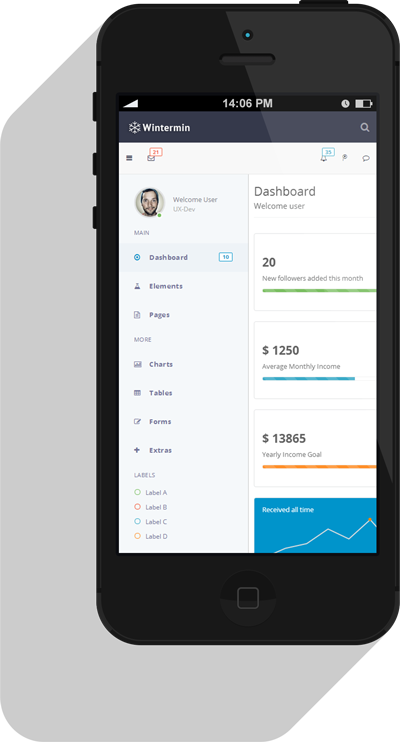 14:06 PM
Wintermin
21
25
Welcome User
UX-Dev
MAIN
Dashboard
10
Elements
Pages
MORE
Charts
Tables
Forms
Extras
LABELS
Label A
Label B
Label C
Label D
Dashboard
Welcome user
20
New followers added this month
$ 1250
Average Monthly Income
$ 13865
Yearly Income Goal
Received all time